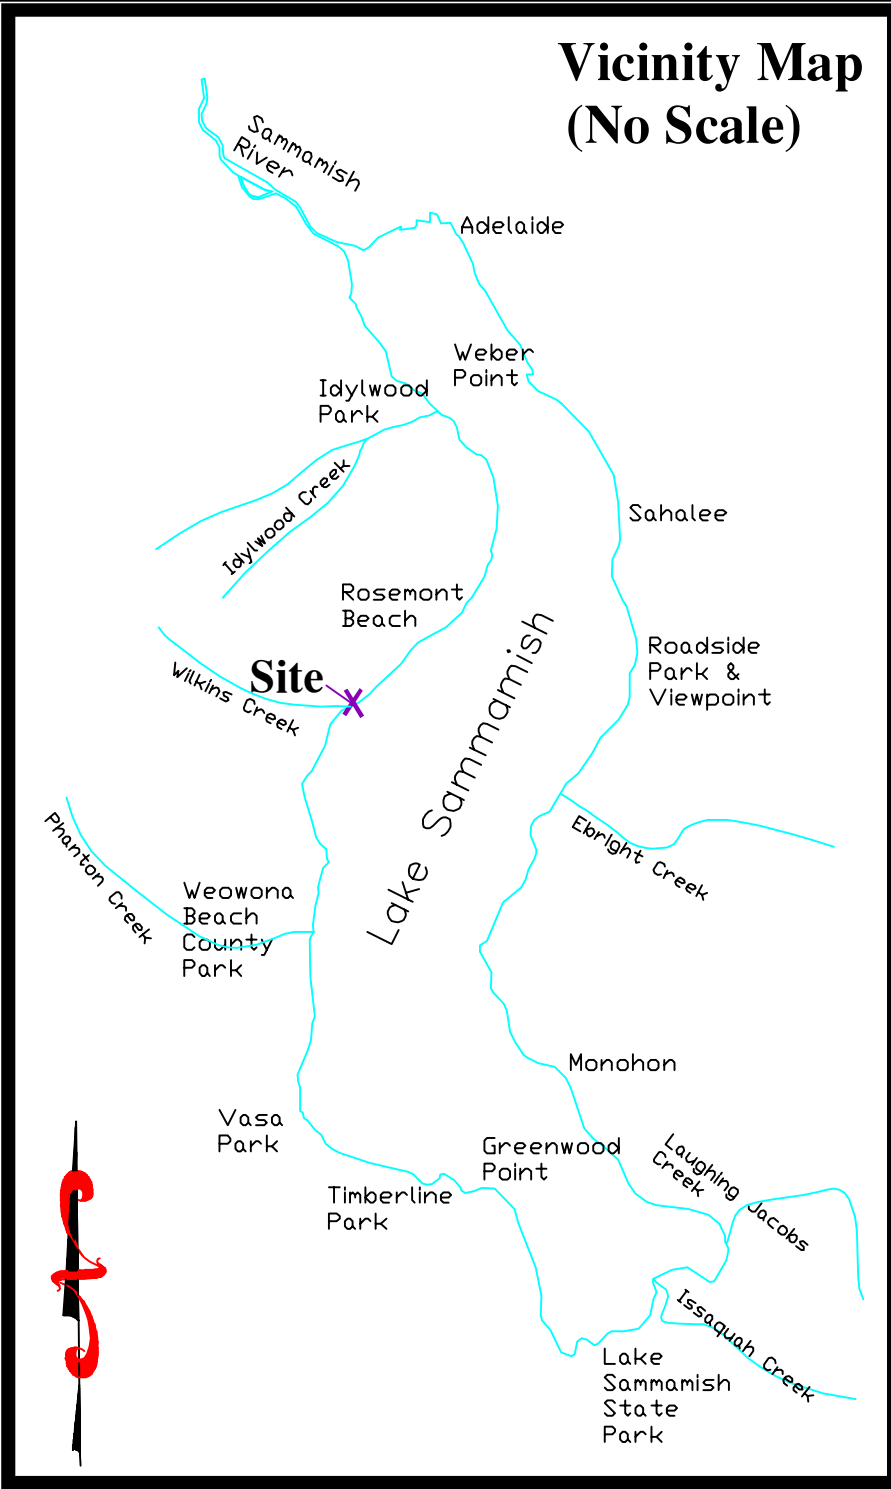 Vicinity Map
(No Scale)
Sammamish
River
Adelaide
Weber
Point
Idylwood
Park
Idylwood Creek
Sahalee
Rosemont
Beach
Roadside
Park &
Viewpoint
Site
Wilkins Creek
Lake Sammamish
Ebright Creek
Phanton Creek
Weowona
Beach
County
Park
Monohon
Vasa
Park
Greenwood
Point
Laughing Jacobs
Creek
Timberline
Park
Issaquah Creek
Lake
Sammamish
State
Park